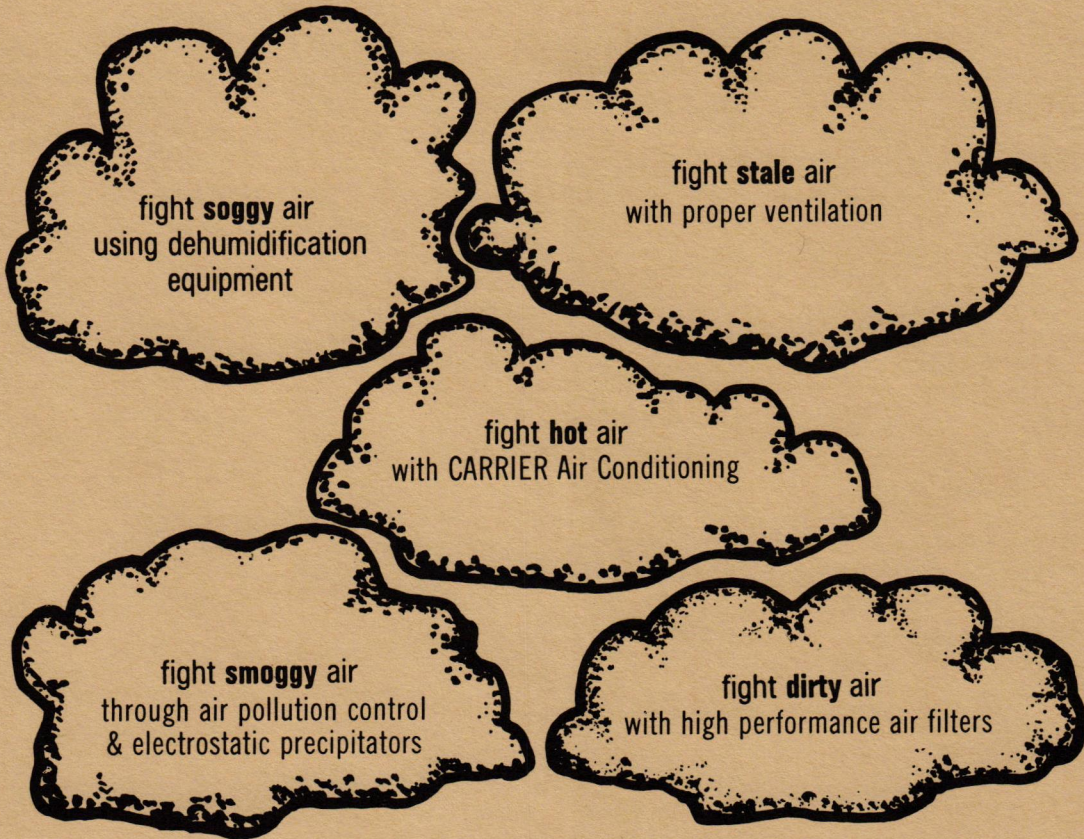 fight soggy air
using dehumidification
equipment
fight stale air
with proper ventilation
fight hot air
with CARRIER Air Conditioning
fight smoggy air
through air pollution control
& electrostatic precipitators
fight dirty air
with high performance air filters